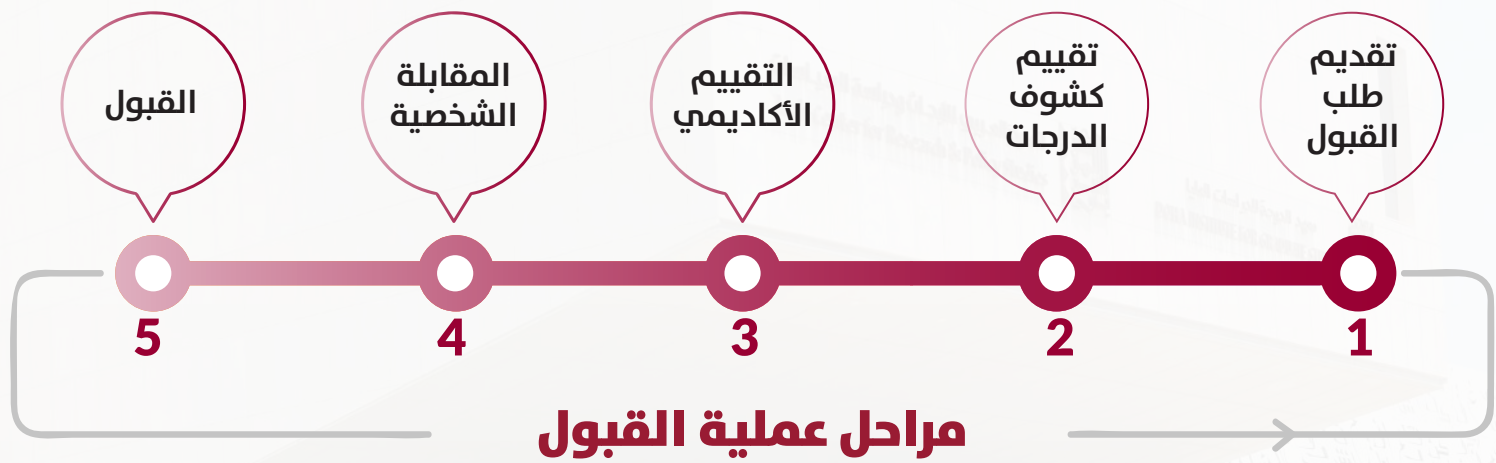 تقديم
طلب
القبول
تقييم
كشوف
الدرجات
التقييم
الأكاديمي
المقابلة
الشخصية
القبول
1
2
3
4
5
مراحل عملية القبول